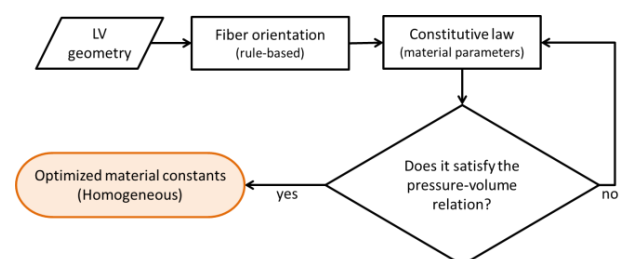 LV
geometry
Fiber orientation
(rule-based)
Constitutive law
(material parameters)
Does it satisfy the
pressure-volume
relation?
Optimized material constants
(Homogeneous)
yes
no